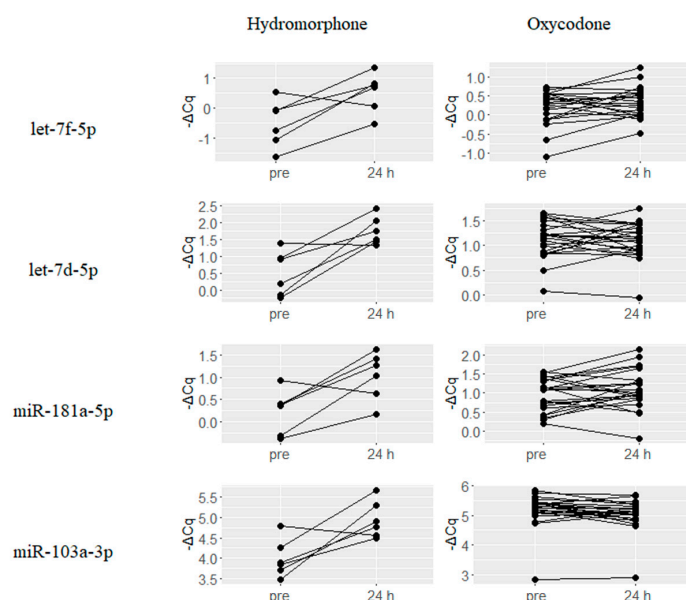 Hydromorphone Oxycodone
let-7f-5p
-ΔCq
1
0
-1
pre 24 h
-ΔCq
1.0
0.5
0.0
-0.5
-1.0
pre 24 h
let-7d-5p
-ΔCq
2.5
2.0
1.5
1.0
0.5
0.0
pre 24 h
-ΔCq
1.5
1.0
0.5
0.0
pre 24 h
miR-181a-5p
-ΔCq
1.5
1.0
0.5
0.0
pre 24 h
-ΔCq
2.0
1.5
1.0
0.5
0.0
pre 24 h
miR-103a-3p
-ΔCq
5.5
5.0
4.5
4.0
3.5
pre 24 h
-ΔCq
6
5
4
3
pre 24 h